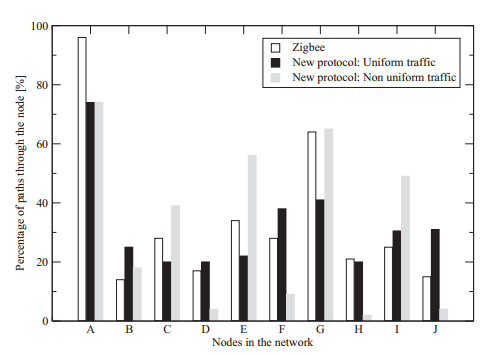 100
80
60
40
20
0
Percentage of paths through the node [%]
Zigbee
New protocol: Uniform traffic
New protocol: Non uniform traffic
A B C D E F G H I J
Nodes in the network